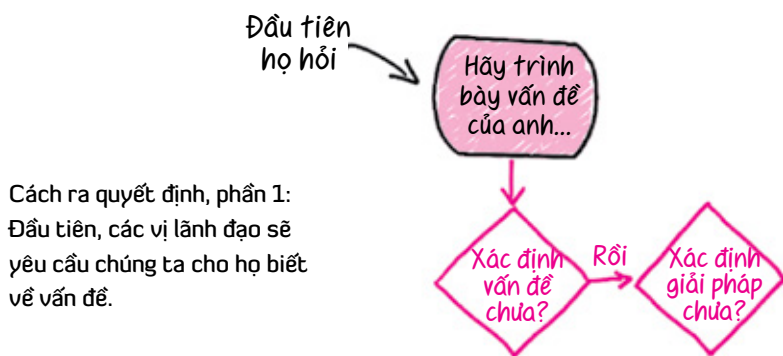 Đầu tiên
họ hỏi
Hãy trình
bày vấn đề
của anh...
Cách ra quyết định, phần 1:
Đầu tiên, các vị lãnh đạo sẽ
yêu cầu chúng ta cho họ biết
về vấn đề.
Xác định
vấn đề
chưa?
Rồi
Xác định
giải pháp
chưa?